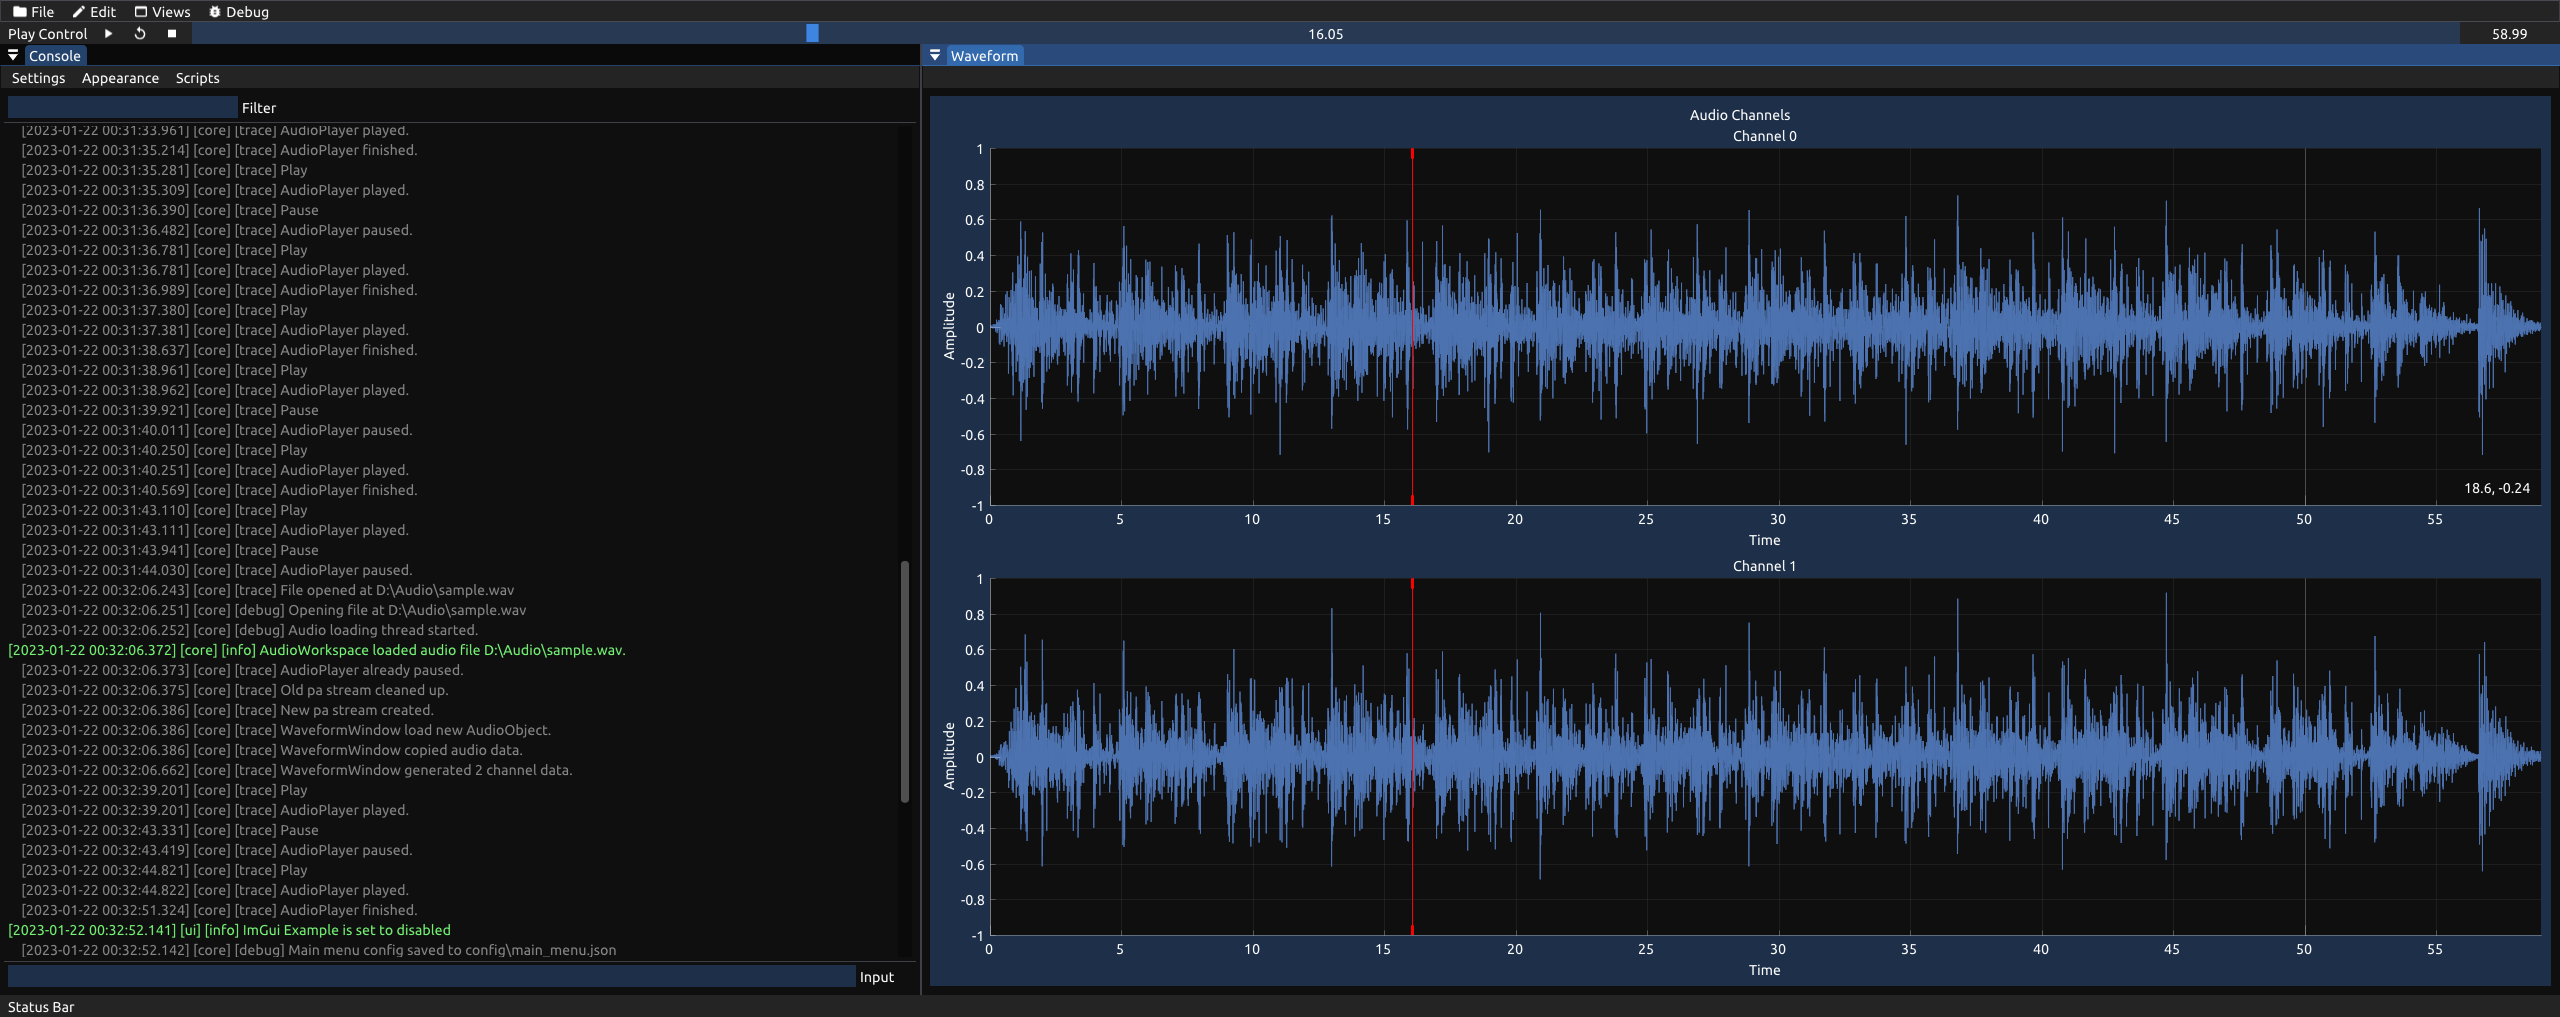 File Edit Views Debug
Play Control 16.05 58.99
Console
Settings Appearance Scripts
Filter
[2023-01-22 00:31:33.961] [core] [trace] AudioPlayer played.
[2023-01-22 00:31:35.214] [core] [trace] AudioPlayer finished.
[2023-01-22 00:31:35.281] [core] [trace] Play
[2023-01-22 00:31:35.309] [core] [trace] AudioPlayer played.
[2023-01-22 00:31:36.390] [core] [trace] Pause
[2023-01-22 00:31:36.482] [core] [trace] AudioPlayer paused.
[2023-01-22 00:31:36.781] [core] [trace] Play
[2023-01-22 00:31:36.781] [core] [trace] AudioPlayer played.
[2023-01-22 00:31:36.989] [core] [trace] AudioPlayer finished.
[2023-01-22 00:31:37.380] [core] [trace] Play
[2023-01-22 00:31:37.381] [core] [trace] AudioPlayer played.
[2023-01-22 00:31:38.637] [core] [trace] AudioPlayer finished.
[2023-01-22 00:31:38.961] [core] [trace] Play
[2023-01-22 00:31:38.962] [core] [trace] AudioPlayer played.
[2023-01-22 00:31:39.921] [core] [trace] Pause
[2023-01-22 00:31:40.011] [core] [trace] AudioPlayer paused.
[2023-01-22 00:31:40.250] [core] [trace] Play
[2023-01-22 00:31:40.251] [core] [trace] AudioPlayer played.
[2023-01-22 00:31:40.569] [core] [trace] AudioPlayer finished.
[2023-01-22 00:31:43.110] [core] [trace] Play
[2023-01-22 00:31:43.111] [core] [trace] AudioPlayer played.
[2023-01-22 00:31:43.941] [core] [trace] Pause
[2023-01-22 00:31:44.030] [core] [trace] AudioPlayer paused.
[2023-01-22 00:32:06.243] [core] [trace] File opened at D:\Audio\sample.wav
[2023-01-22 00:32:06.251] [core] [debug] Opening file at D:\Audio\sample.wav
[2023-01-22 00:32:06.252] [core] [debug] Audio loading thread started.
[2023-01-22 00:32:06.372] [core] [info] AudioWorkspace loaded audio file D:\Audio\sample.wav.
[2023-01-22 00:32:06.373] [core] [trace] AudioPlayer already paused.
[2023-01-22 00:32:06.375] [core] [trace] Old pa stream cleaned up.
[2023-01-22 00:32:06.386] [core] [trace] New pa stream created.
[2023-01-22 00:32:06.386] [core] [trace] WaveformWindow load new AudioObject.
[2023-01-22 00:32:06.386] [core] [trace] WaveformWindow copied audio data.
[2023-01-22 00:32:06.662] [core] [trace] WaveformWindow generated 2 channel data.
[2023-01-22 00:32:39.201] [core] [trace] Play
[2023-01-22 00:32:39.201] [core] [trace] AudioPlayer played.
[2023-01-22 00:32:43.331] [core] [trace] Pause
[2023-01-22 00:32:43.419] [core] [trace] AudioPlayer paused.
[2023-01-22 00:32:44.821] [core] [trace] Play
[2023-01-22 00:32:44.822] [core] [trace] AudioPlayer played.
[2023-01-22 00:32:51.324] [core] [trace] AudioPlayer finished.
[2023-01-22 00:32:52.141] [ui] [info] ImGui Example is set to disabled
[2023-01-22 00:32:52.142] [core] [debug] Main menu config saved to config\main_menu.json
Input
Waveform
Audio Channels
Channel 0
1
0.8
0.6
0.4
0.2
0
-0.2
-0.4
-0.6
-0.8
-1
Amplitude
18.6, -0.24
0 5 10 15 20 25 30 35 40 45 50 55
Time
Channel 1
1
0.8
0.6
0.4
0.2
0
-0.2
-0.4
-0.6
-0.8
-1
Amplitude
0 5 10 15 20 25 30 35 40 45 50 55
Time
Status Bar